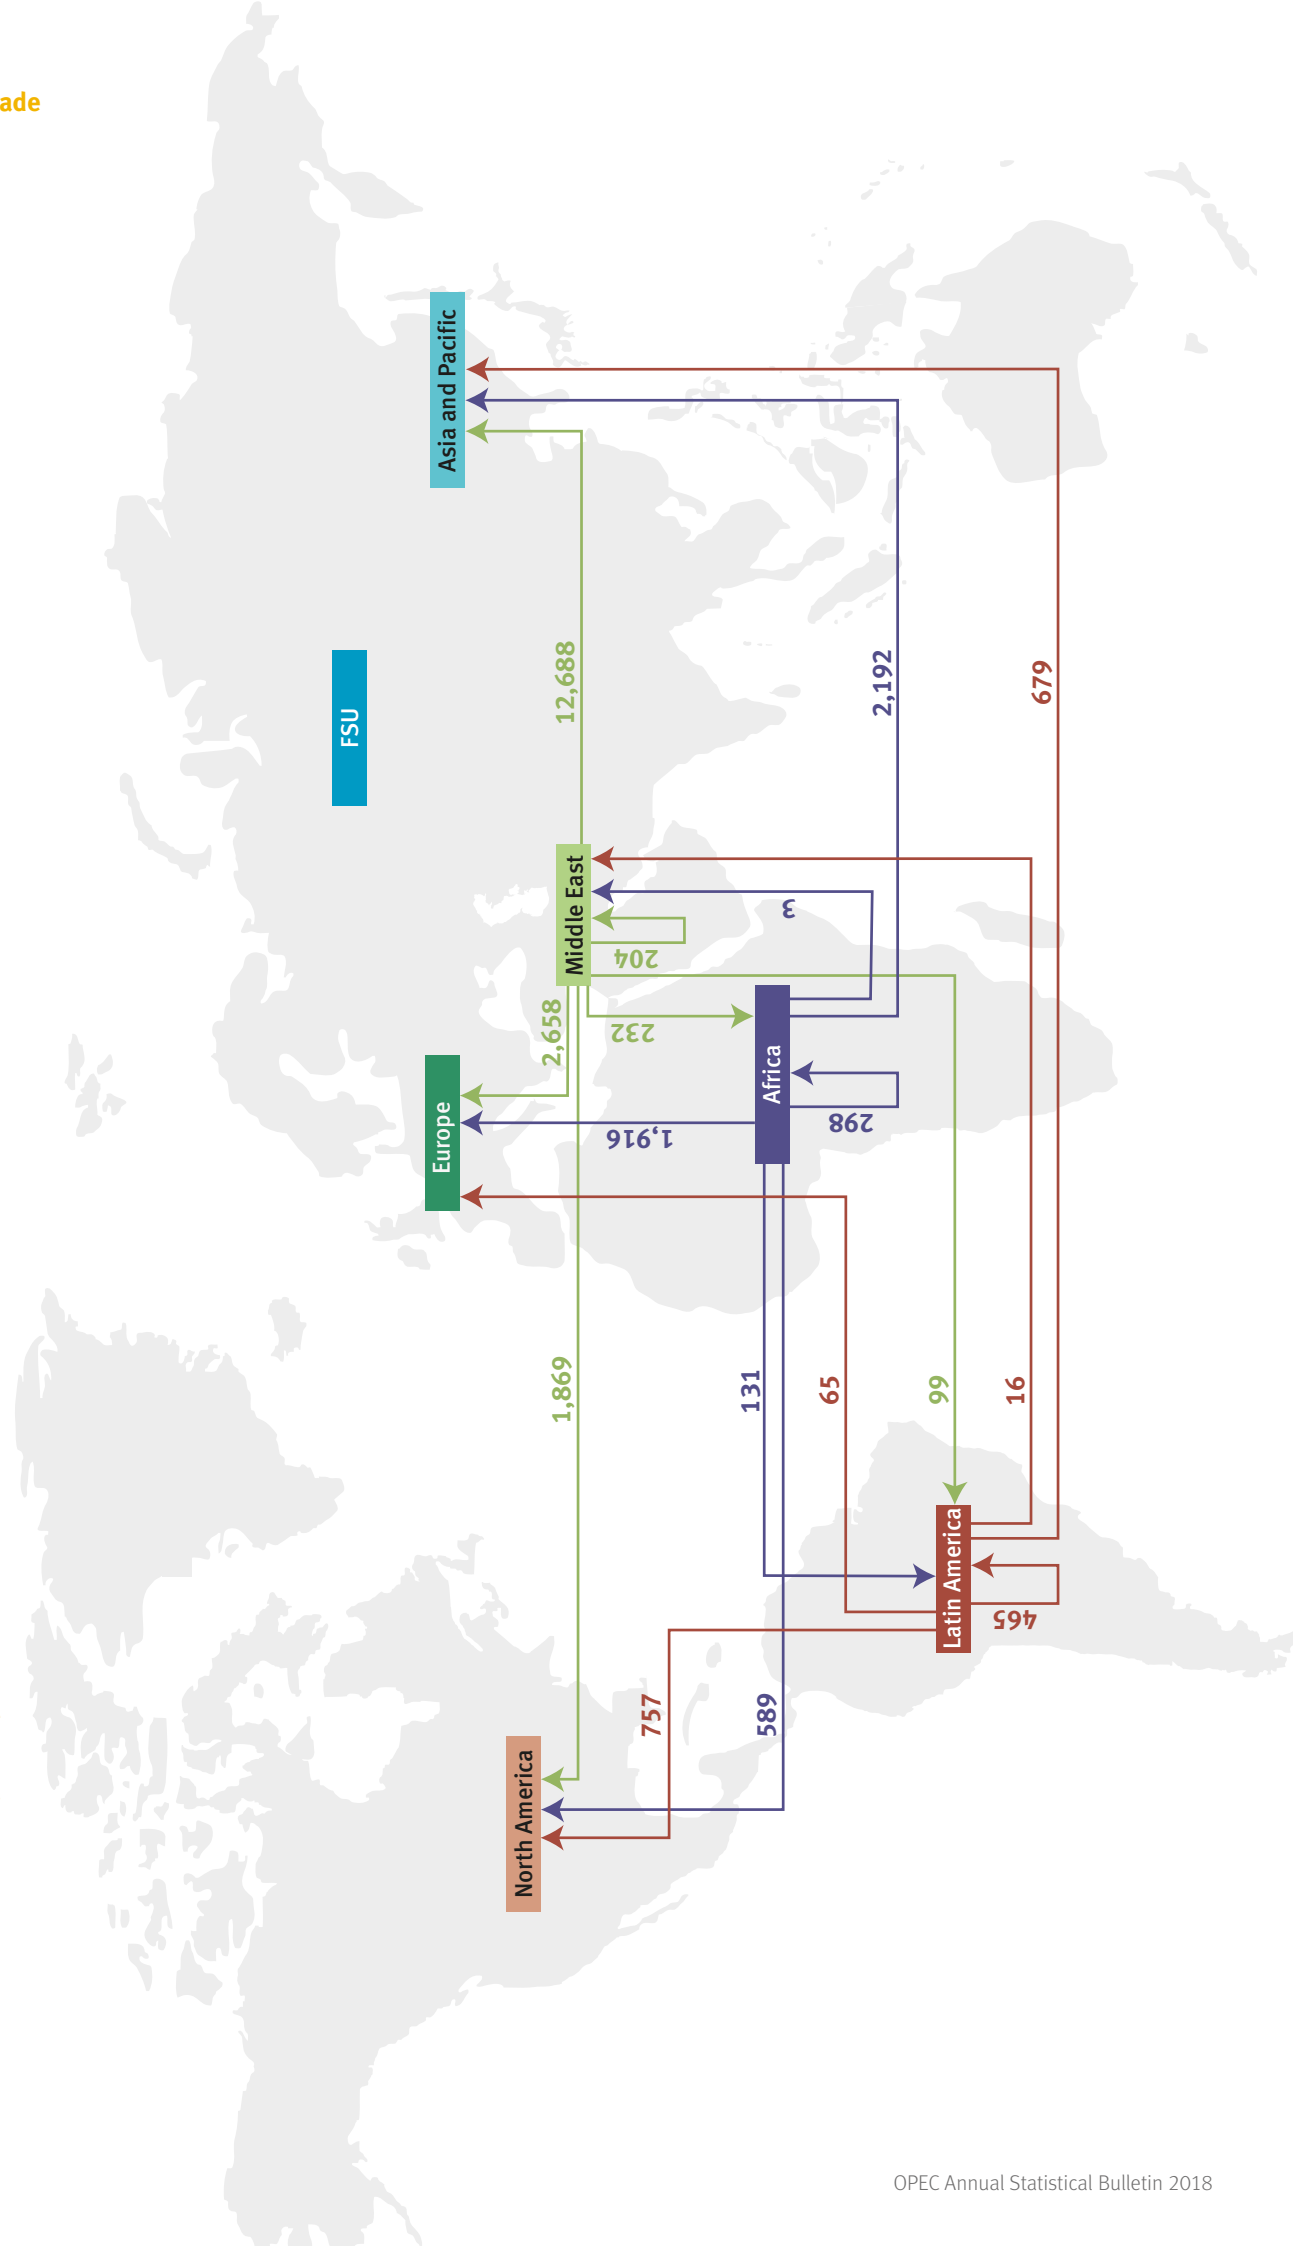 ade
Asia and Pacific
FSU
12,688
2,192
679
Middle East
3
204
2,658
232
Europe
Africa
1,916
298
1,869
131
65
99
16
Latin America
465
757
589
North America
OPEC Annual Statistical Bulletin 2018